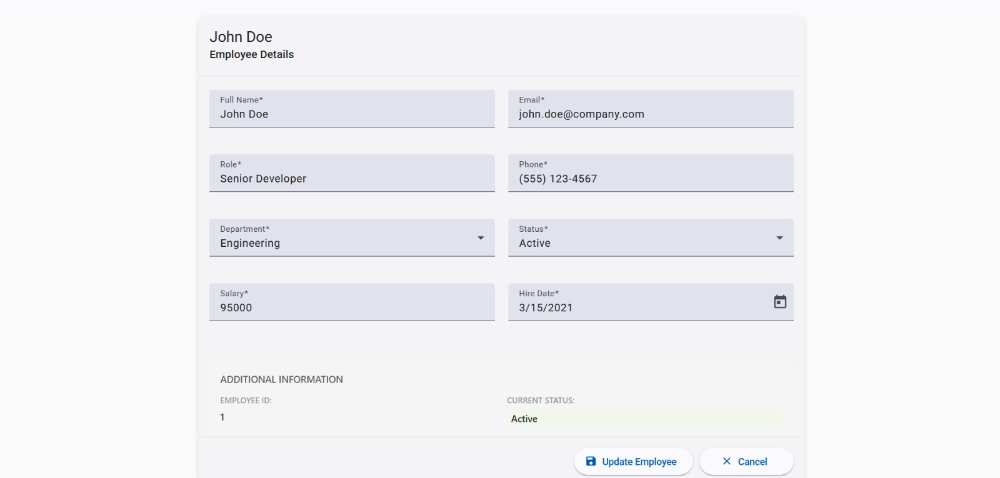 John Doe
Employee Details
Full Name*
John Doe
Email*
john.doe@company.com
Role*
Senior Developer
Phone*
(555) 123-4567
Department*
Engineering
Status*
Active
Salary*
95000
Hire Date*
3/15/2021
ADDITIONAL INFORMATION
EMPLOYEE ID:
1
CURRENT STATUS:
Active
Update Employee
Cancel